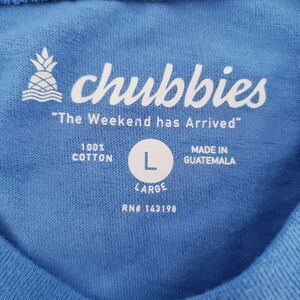 chubbies
"The Weekend has Arrived"
100%
COTTON
L
LARGE
MADE IN
GUATEMALA
RN# 143198